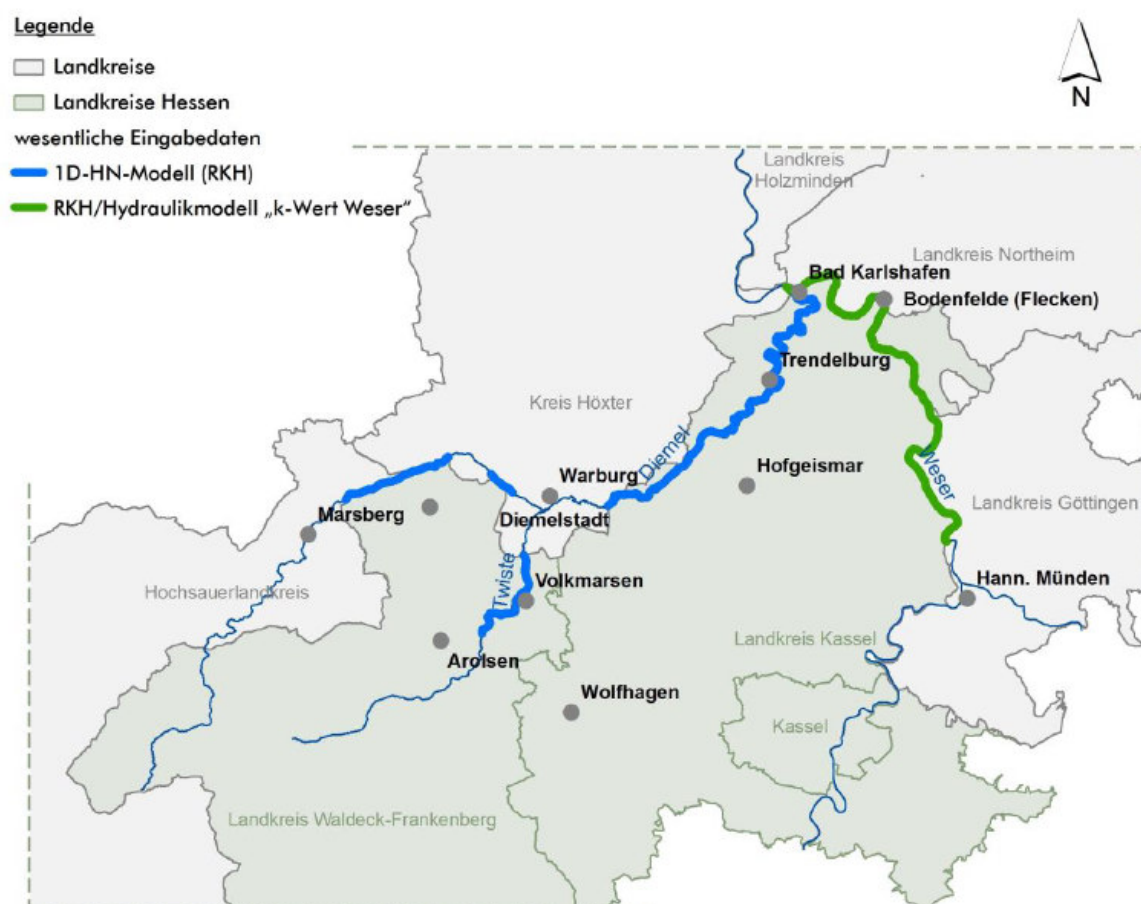 Legende
Landkreise
Landkreise Hessen
wesentliche Eingabedaten
1D-HN-Modell (RKH)
RKH/Hydraulikmodell „k-Wert Weser"
N
Landkreis
Holzminden
Landkreis Northeim
Bad Karlshafen
Bodenfelde (Flecken)
Trendelburg
Kreis Höxter
Diemel
Warburg
Hofgeismar
Weser
Marsberg
Diemelstadt
Landkreis Göttingen
Twiste
Volkmarsen
Hochsauerlandkreis
Hann. Münden
Landkreis Kassel
Arolsen
Wolfhagen
Kassel
Landkreis Waldeck-Frankenberg